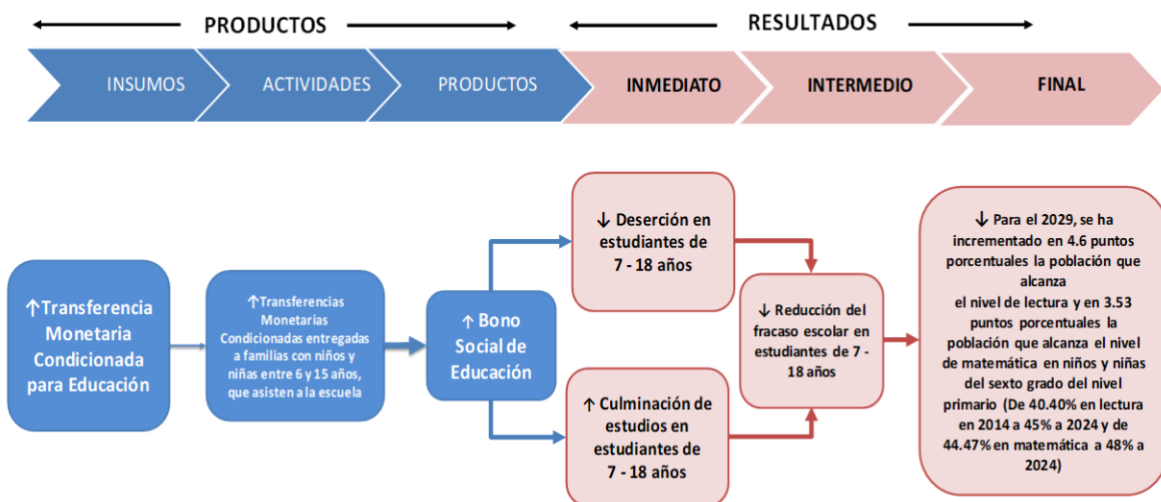 PRODUCTOS
RESULTADOS
INSUMOS
ACTIVIDADES
PRODUCTOS
INMEDIATO
INTERMEDIO
FINAL
↑Transferencia
Monetaria
Condicionada
para Educación
↑Transferencias
Monetarias
Condicionadas entregadas
a familias con niños y
niñas entre 6 y 15 años,
que asisten a la escuela
↑ Bono
Social de
Educación
↓ Deserción en
estudiantes de
7 - 18 años
↑ Culminación de
estudios en
estudiantes de
7 - 18 años
↓ Reducción del
fracaso escolar en
estudiantes de 7 -
18 años
↓ Para el 2029, se ha
incrementado en 4.6 puntos
porcentuales la población que
alcanza
el nivel de lectura y en 3.53
puntos porcentuales la
población que alcanza el nivel
de matemática en niños y niñas
del sexto grado del nivel
primario (De 40.40% en lectura
en 2014 a 45% a 2024 y de
44.47% en matemática a 48% a
2024)